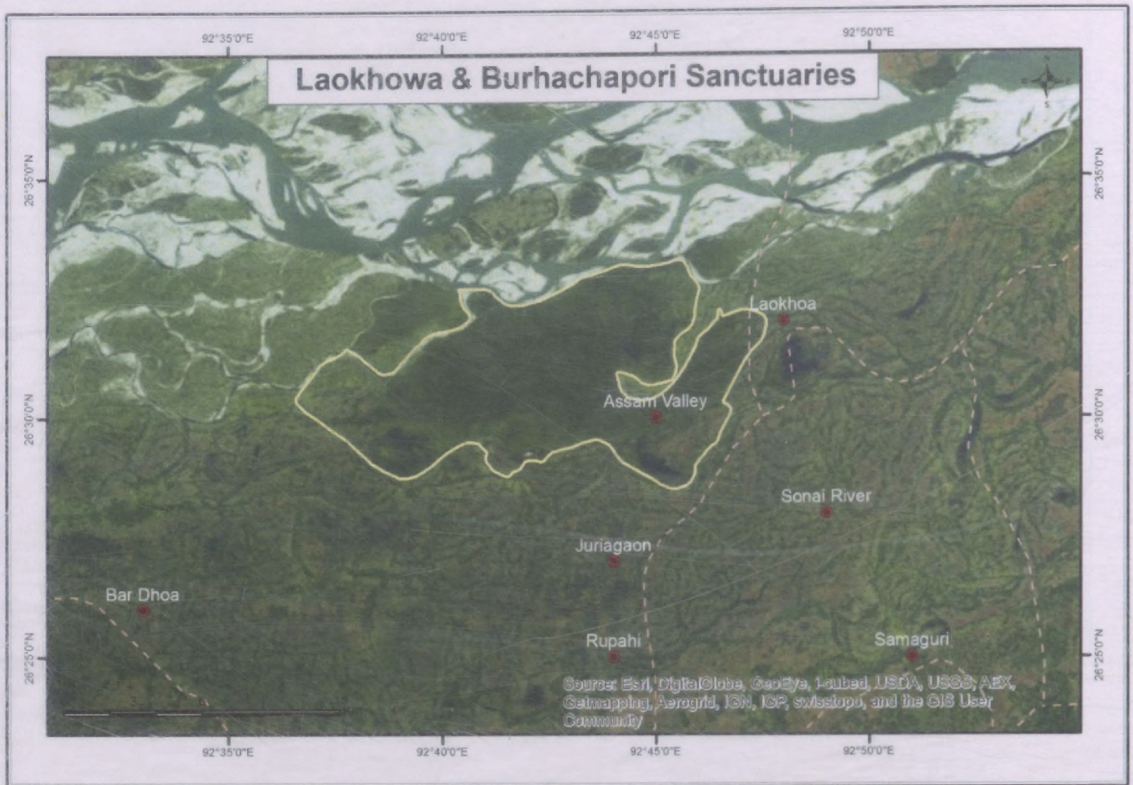 92°35'0"E 92°40'0"E 92°45'0"E 92°50'0"E
Laokhowa & Burhachapori Sanctuaries
S
26°35'0"N 26°35'0"N
Laokhoa
26°30'0"N 26°30'0"N
Assam Valley
Sonai River
Juriagaon
Bar Dhoa
Rupahi
Samaguri
26°25'0"N 26°25'0"N
Source: Esri, DigitalGlobe, GeoEye, i-cubed, USDA, USGS, AEX,
Getmapping, Aerogrid, IGN, IGP, swisstopo, and the GIS User
Community
92°35'0"E 92°40'0"E 92°45'0"E 92°50'0"E